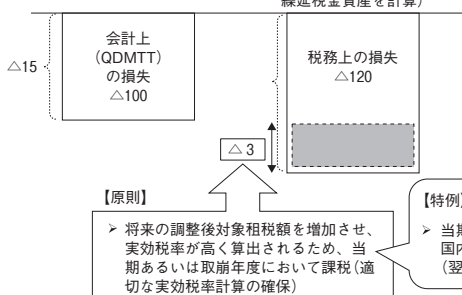 繰延税金資産を計算）
△15
会計上
（QDMTT）
の損失
△100
税務上の損失
△120
△3
【原則】
➢ 将来の調整後対象租税額を増加させ、
実効税率が高く算出されるため、当
期あるいは取崩年度において課税(適
切な実効税率計算の確保）
【特例】
➢ 当期
国内
（翌